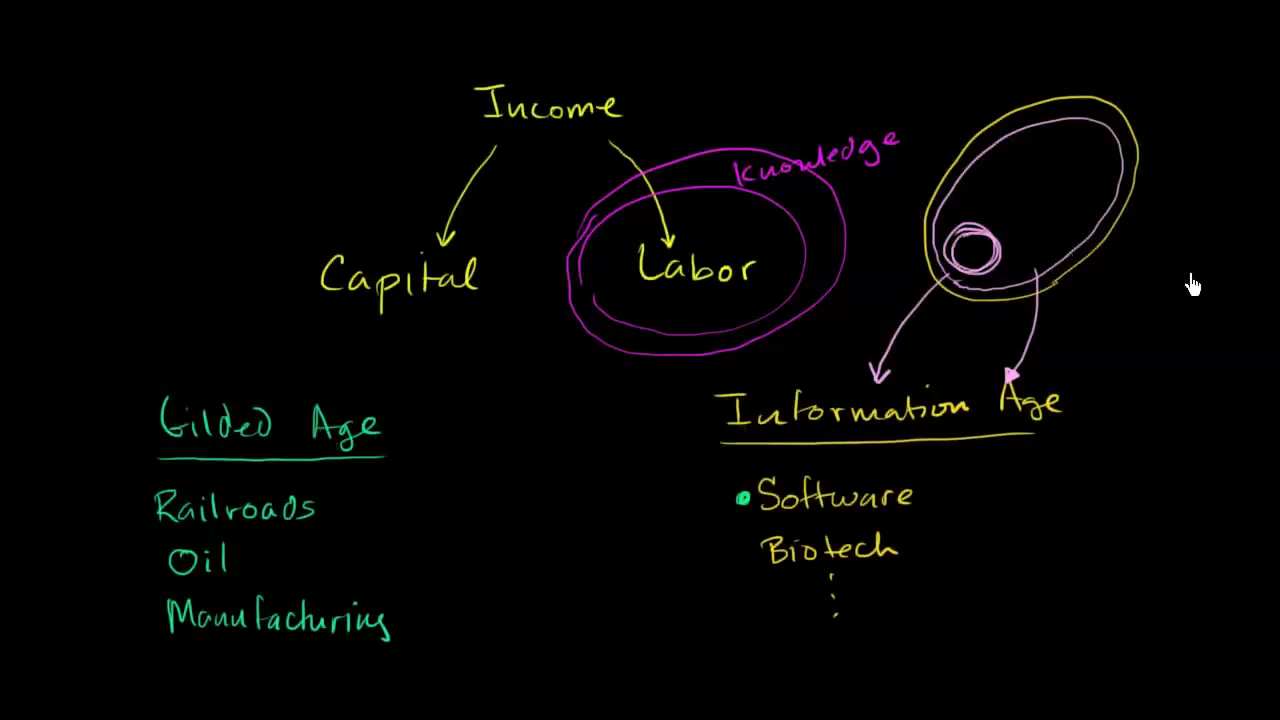 Income
Knowledge
Capital
Labor
Gilded Age
Railroads
Oil
Manufacturing
Information Age
Software
Biotech